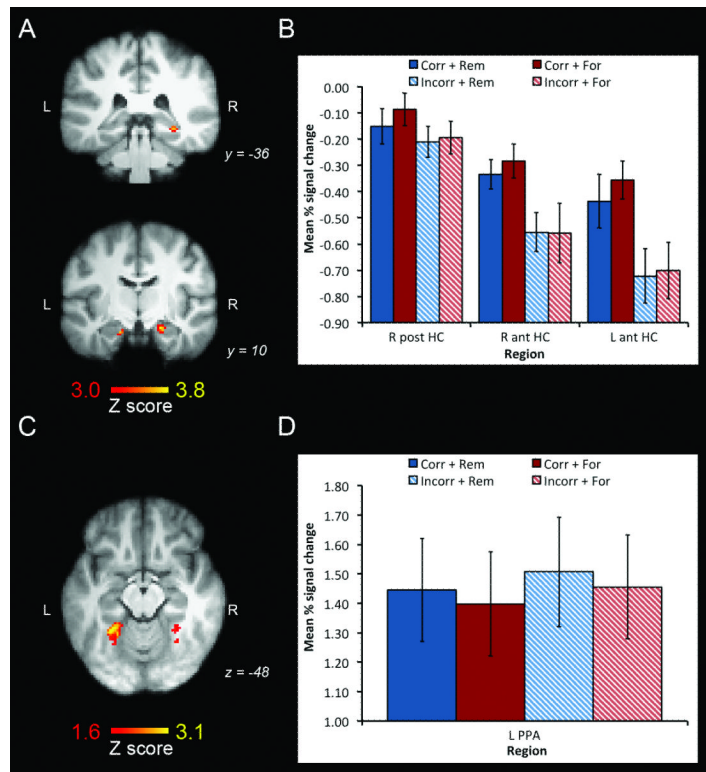 A
L
R
y = -36
L
R
y = 10
3.0 3.8
Z score
B
Corr + Rem Corr + For
Incorr + Rem Incorr + For
Mean % signal change
0.00
-0.10
-0.20
-0.30
-0.40
-0.50
-0.60
-0.70
-0.80
-0.90
R post HC R ant HC L ant HC
Region
C
L
R
z = -48
1.6 3.1
Z score
D
Corr + Rem Corr + For
Incorr + Rem Incorr + For
Mean % signal change
1.80
1.70
1.60
1.50
1.40
1.30
1.20
1.10
1.00
L PPA
Region